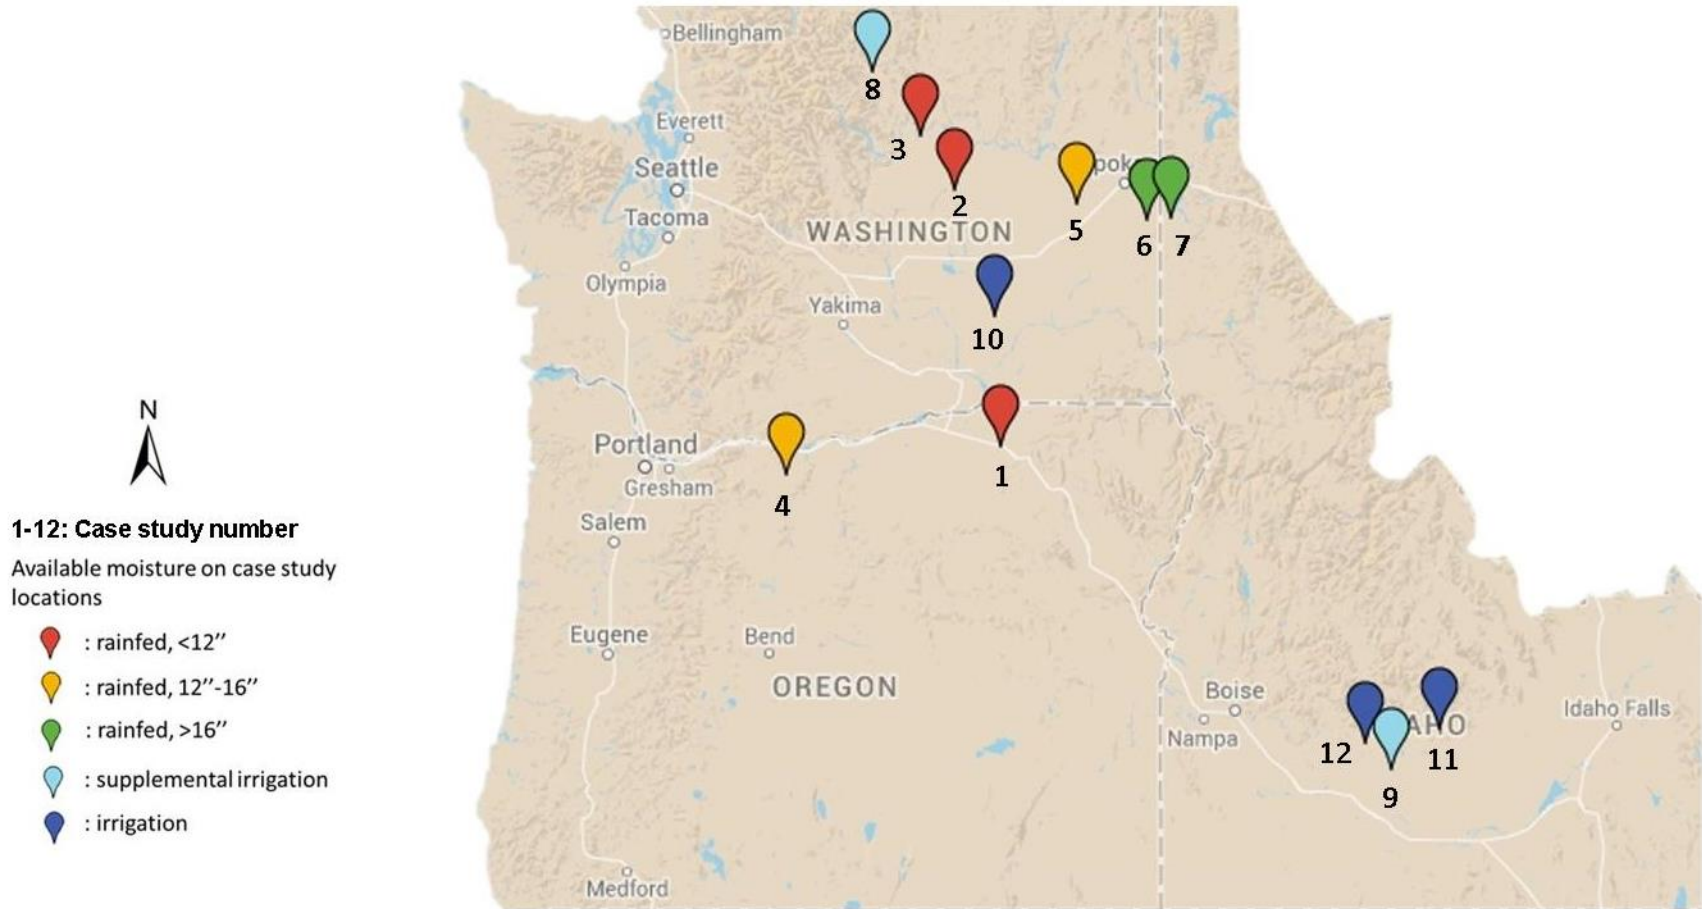 Bellingham
8
Everett
3
Seattle
pok
2
Tacoma
5
6
7
WASHINGTON
Olympia
Yakima
10
N
Portland
1
Gresham
4
Salem
1-12: Case study number
Available moisture on case study
locations
: rainfed, <12’’
: rainfed, 12’’-16’’
: rainfed, >16’’
: supplemental irrigation
: irrigation
Eugene
Bend
OREGON
Boise
Idaho Falls
AHO
Nampa
12
11
9
Medford